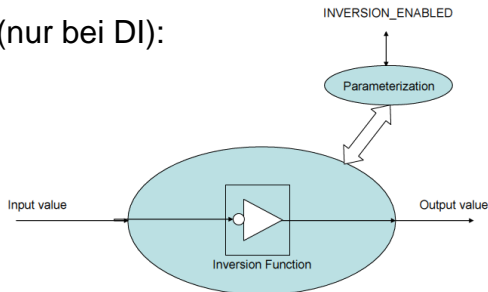 (nur bei DI):
INVERSION_ENABLED
Parameterization
Input value
Output value
Inversion Function